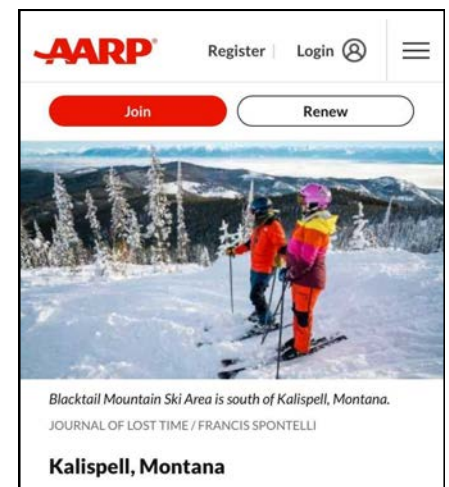 AARP
Register | Login
Join
Renew
Blacktail Mountain Ski Area is south of Kalispell, Montana.
JOURNAL OF LOST TIME / FRANCIS SPONTELLI
Kalispell, Montana